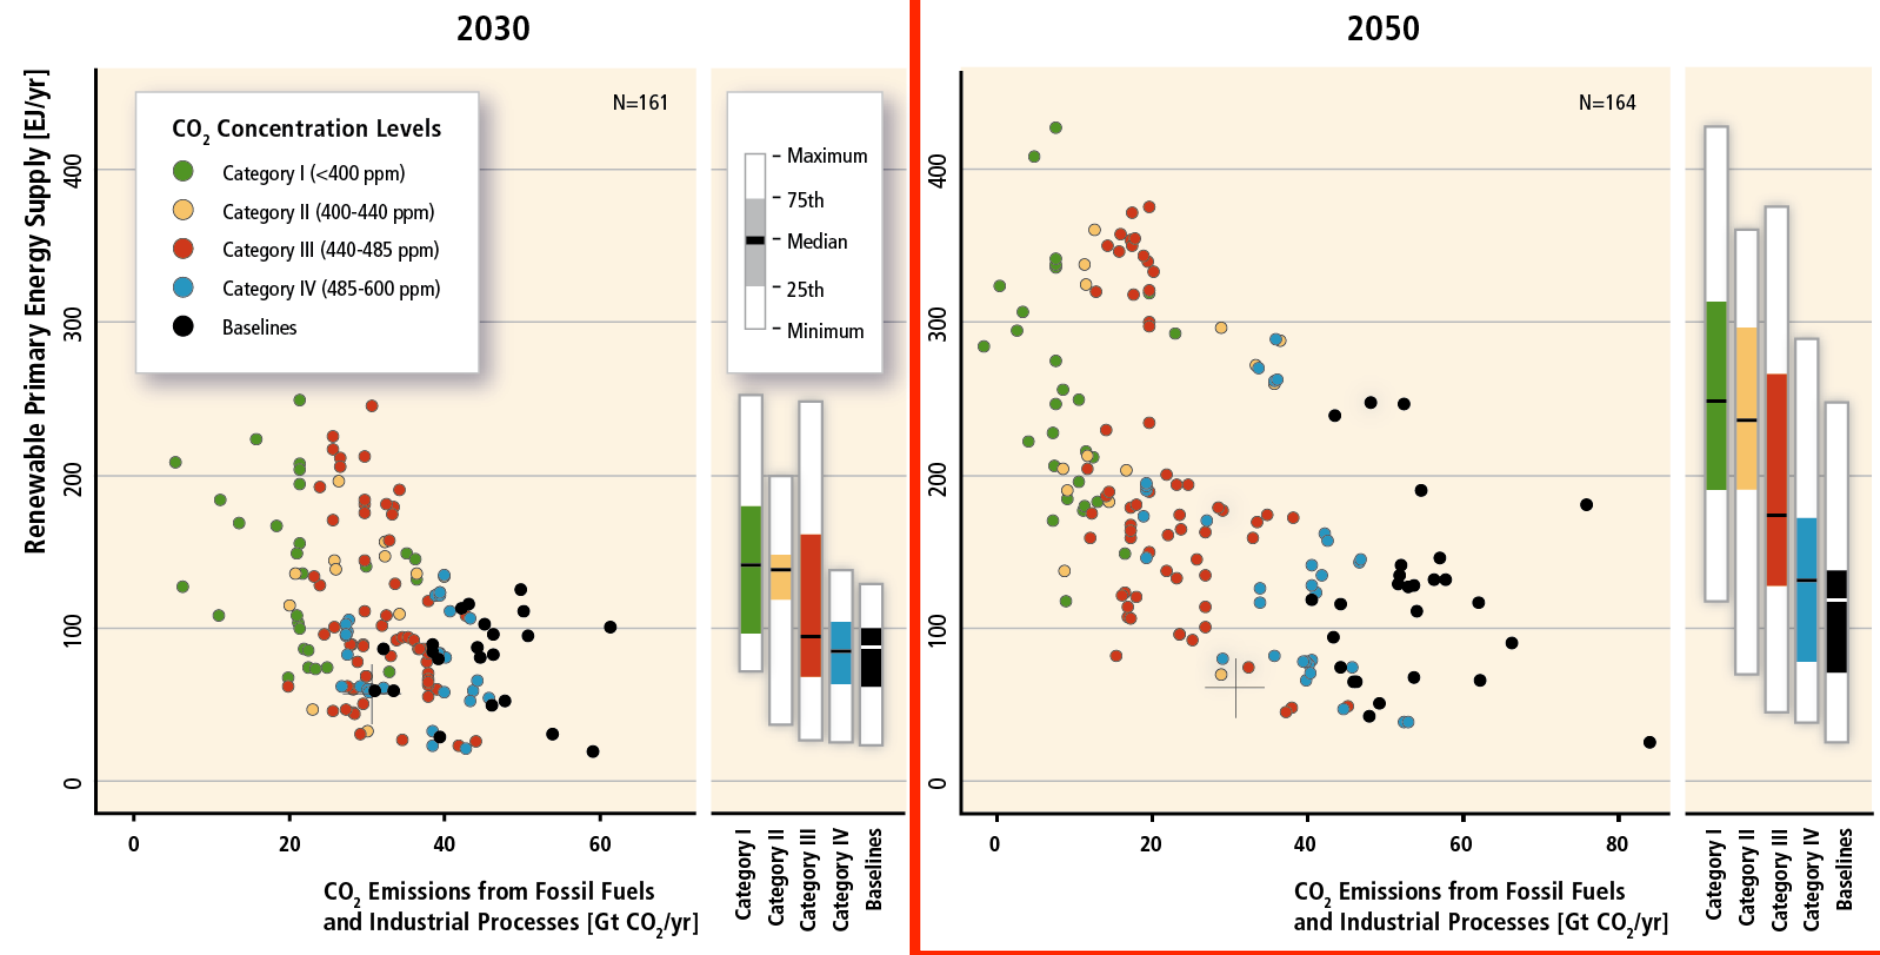 2030
Renewable Primary Energy Supply [EJ/yr]
400
300
200
100
0
CO2 Concentration Levels
Category I (<400 ppm)
Category II (400-440 ppm)
Category III (440-485 ppm)
Category IV (485-600 ppm)
Baselines
N=161
Maximum
75th
Median
25th
Minimum
0
20
40
60
CO2 Emissions from Fossil Fuels
and Industrial Processes [Gt CO2/yr]
Category I
Category II
Category III
Category IV
Baselines
2050
N=164
400
300
200
100
0
0
20
40
60
80
CO2 Emissions from Fossil Fuels
and Industrial Processes [Gt CO2/yr]
Category I
Category II
Category III
Category IV
Baselines